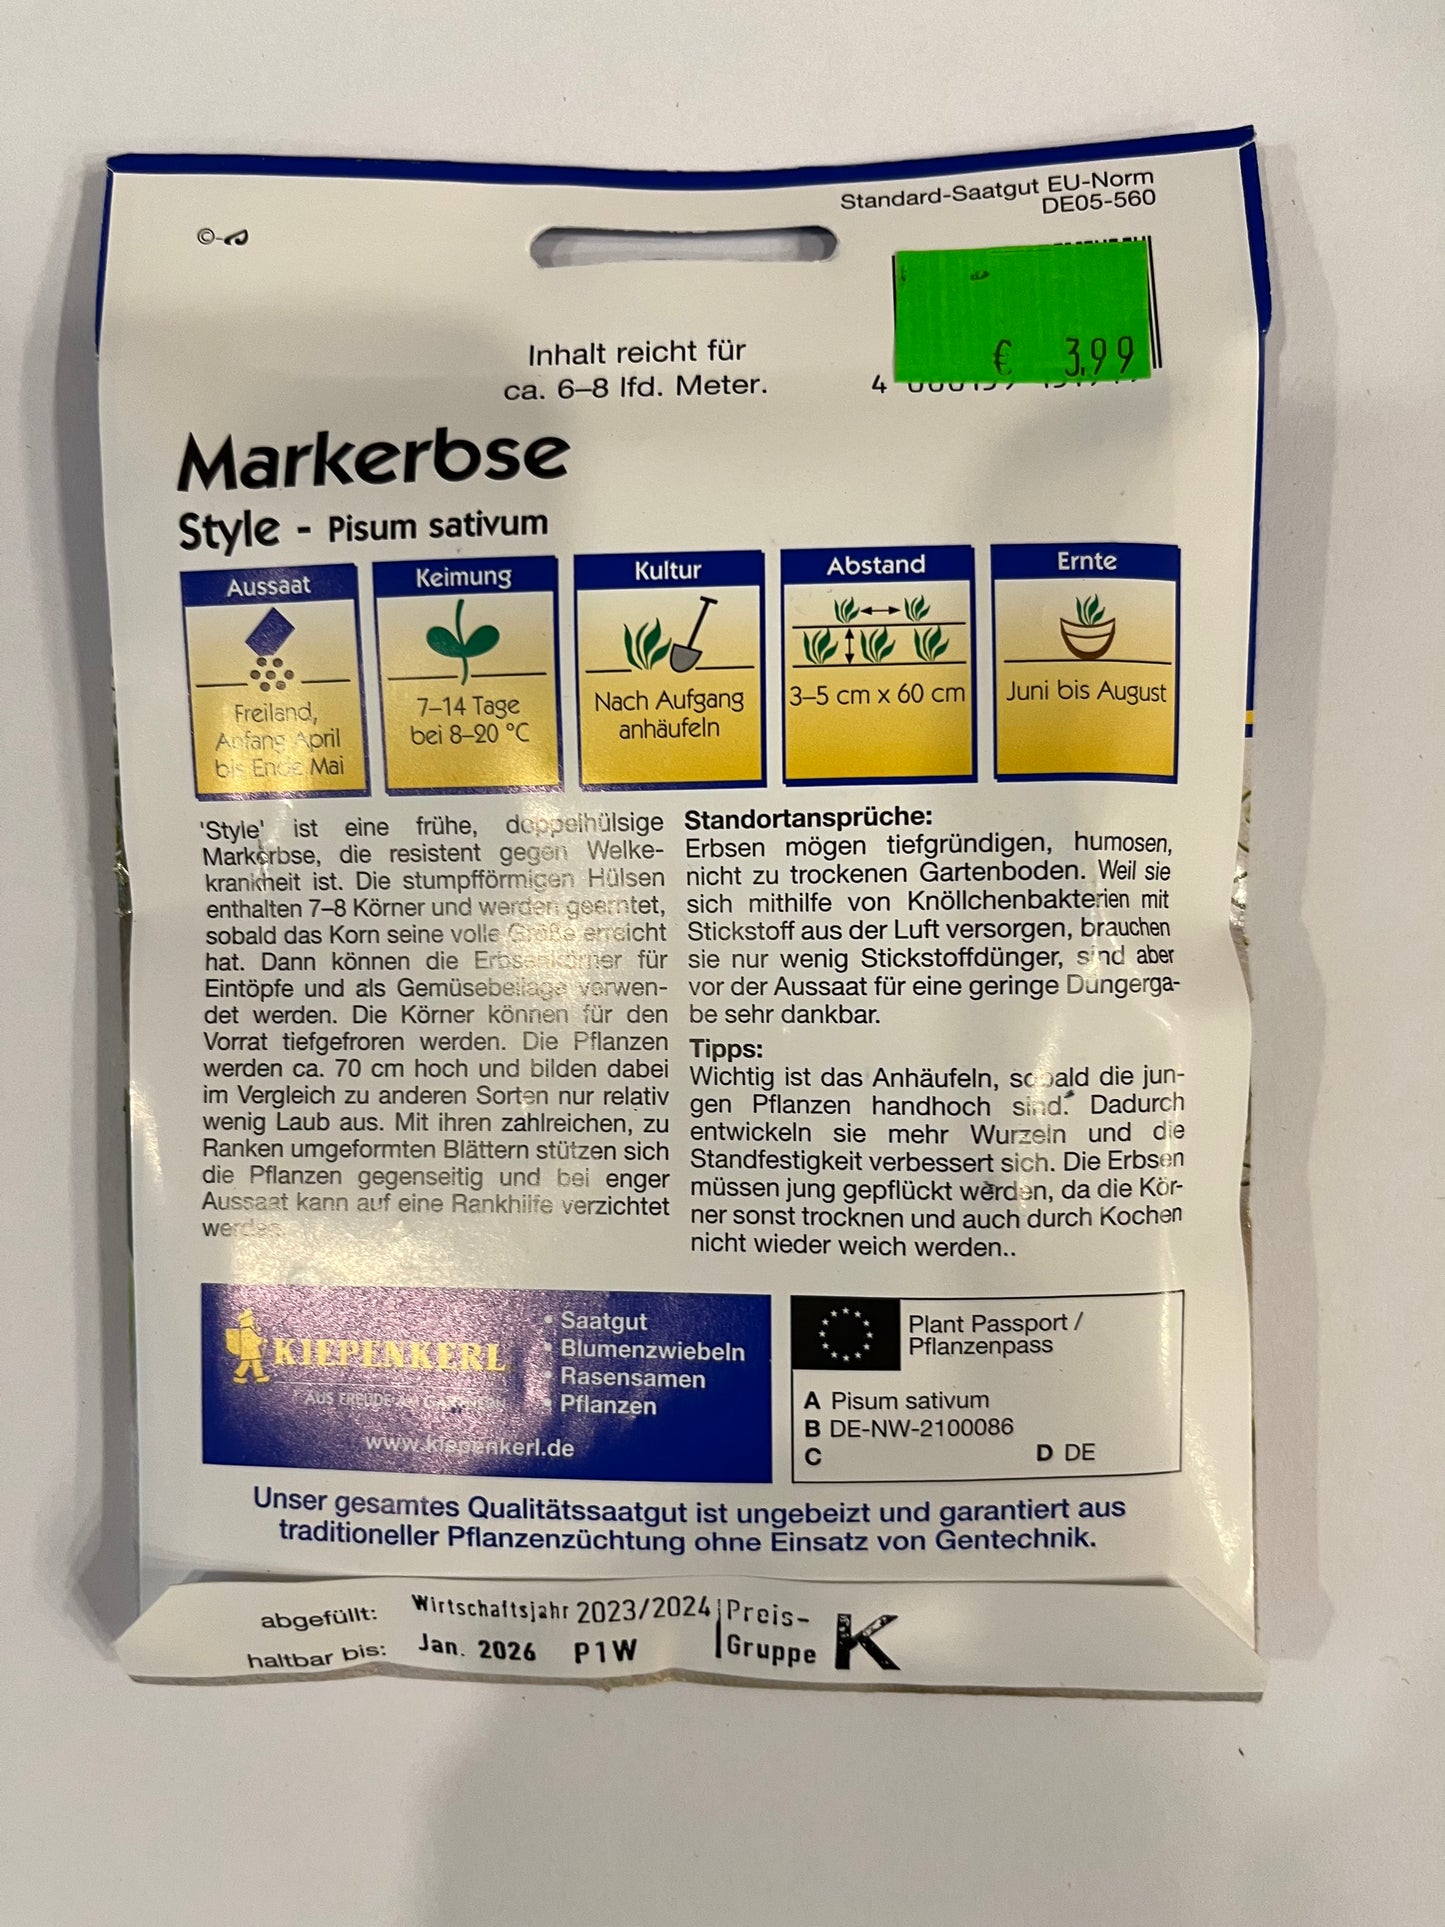 Standard-Saatgut EU-Norm
DE05-560
©
€ 3,99
4
Inhalt reicht für
ca. 6–8 lfd. Meter.
Markerbse
Style - Pisum sativum
Aussaat
Freiland,
Anfang April
bis Ende Mai
Keimung
7–14 Tage
bei 8–20 °C
Kultur
Nach Aufgang
anhäufeln
Abstand
3–5 cm x 60 cm
Ernte
Juni bis August
'Style' ist eine frühe, doppelhülsige
Markerbse, die resistent gegen Welke-
krankheit ist. Die stumpfförmigen Hülsen
enthalten 7–8 Körner und werden geerntet,
sobald das Korn seine volle Größe erreicht
hat. Dann können die Erbsenkörner für
Eintöpfe und als Gemüsebeilage verwen-
det werden. Die Körner können für den
Vorrat tiefgefroren werden. Die Pflanzen
werden ca. 70 cm hoch und bilden dabei
im Vergleich zu anderen Sorten nur relativ
wenig Laub aus. Mit ihren zahlreichen, zu
Ranken umgeformten Blättern stützen sich
die Pflanzen gegenseitig und bei enger
Aussaat kann auf eine Rankhilfe verzichtet
werden.
Standortansprüche:
Erbsen mögen tiefgründigen, humosen,
nicht zu trockenen Gartenboden. Weil sie
sich mithilfe von Knöllchenbakterien mit
Stickstoff aus der Luft versorgen, brauchen
sie nur wenig Stickstoffdünger, sind aber
vor der Aussaat für eine geringe Düngerga-
be sehr dankbar.
Tipps:
Wichtig ist das Anhäufeln, sobald die jun-
gen Pflanzen handhoch sind. Dadurch
entwickeln sie mehr Wurzeln und die
Standfestigkeit verbessert sich. Die Erbsen
müssen jung gepflückt werden, da die Kör-
ner sonst trocknen und auch durch Kochen
nicht wieder weich werden..
KIEPENKERL
AUS FREUDE AM GÄRTNERN
www.kiepenkerl.de
• Saatgut
• Blumenzwiebeln
• Rasensamen
• Pflanzen
Plant Passport /
Pflanzenpass
A Pisum sativum
B DE-NW-2100086
C D DE
Unser gesamtes Qualitätssaatgut ist ungebeizt und garantiert aus
traditioneller Pflanzenzüchtung ohne Einsatz von Gentechnik.
abgefüllt: Wirtschaftsjahr 2023/2024
haltbar bis: Jan. 2026 P1W
Preis-
Gruppe K